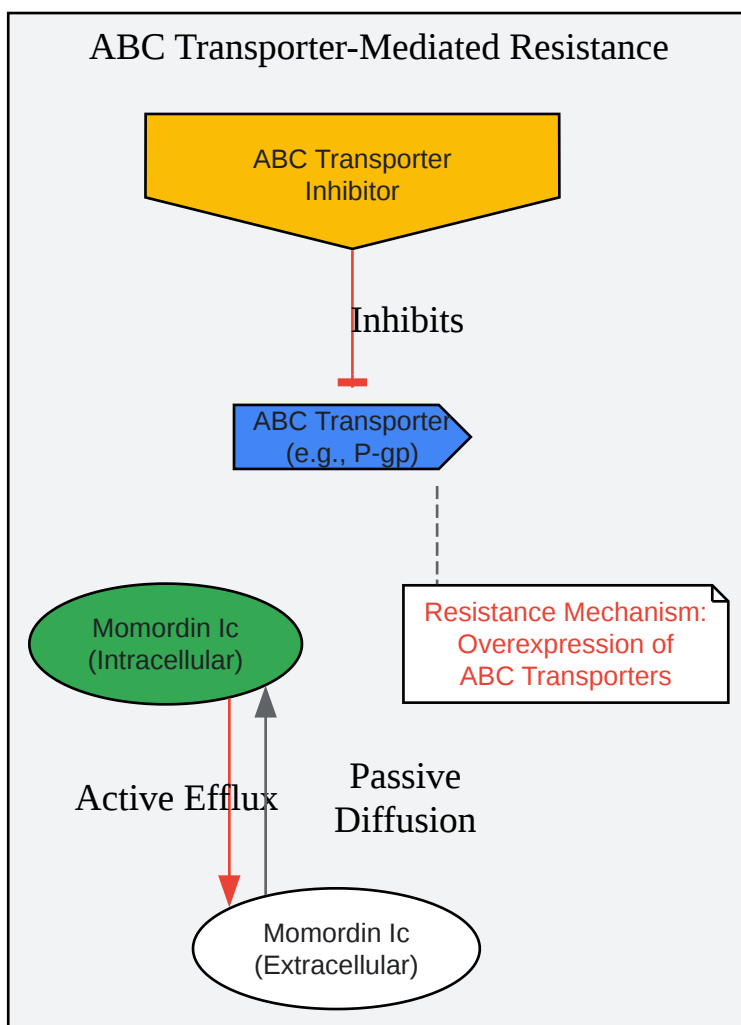 ABC Transporter-Mediated Resistance
ABC Transporter
Inhibitor
Inhibits
ABC Transporter
(e.g., P-gp)
Resistance Mechanism:
Overexpression of
ABC Transporters
Momordin Ic
(Intracellular)
Active Efflux
Passive
Diffusion
Momordin Ic
(Extracellular)